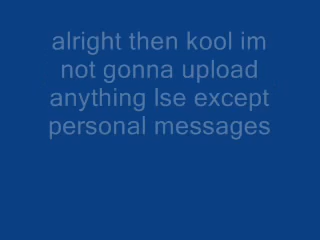 alright then kool im
not gonna upload
anything lse except
personal messages